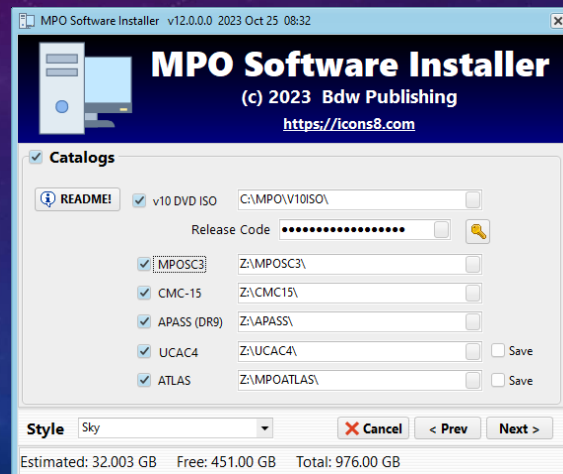 MPO Software Installer v12.0.0.0 2023 Oct 25 08:32
MPO Software Installer
(c) 2023 Bdw Publishing
https://icons8.com
Catalogs
README! v10 DVD ISO C:\MPO\V10ISO\
Release Code ••••••••••••••••••
MPOSC3 Z:\MPOSC3\
CMC-15 Z:\CMC15\
APASS (DR9) Z:\APASS\
UCAC4 Z:\UCAC4\ Save
ATLAS Z:\MPOATLAS\ Save
Style Sky Cancel < Prev Next >
Estimated: 32.003 GB Free: 451.00 GB Total: 976.00 GB